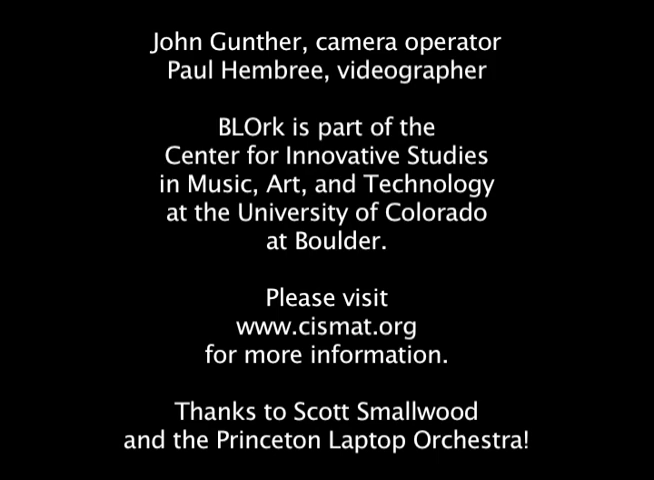 John Gunther, camera operator
Paul Hembree, videographer
BLOrk is part of the
Center for Innovative Studies
in Music, Art, and Technology
at the University of Colorado
at Boulder.
Please visit
www.cismat.org
for more information.
Thanks to Scott Smallwood
and the Princeton Laptop Orchestra!